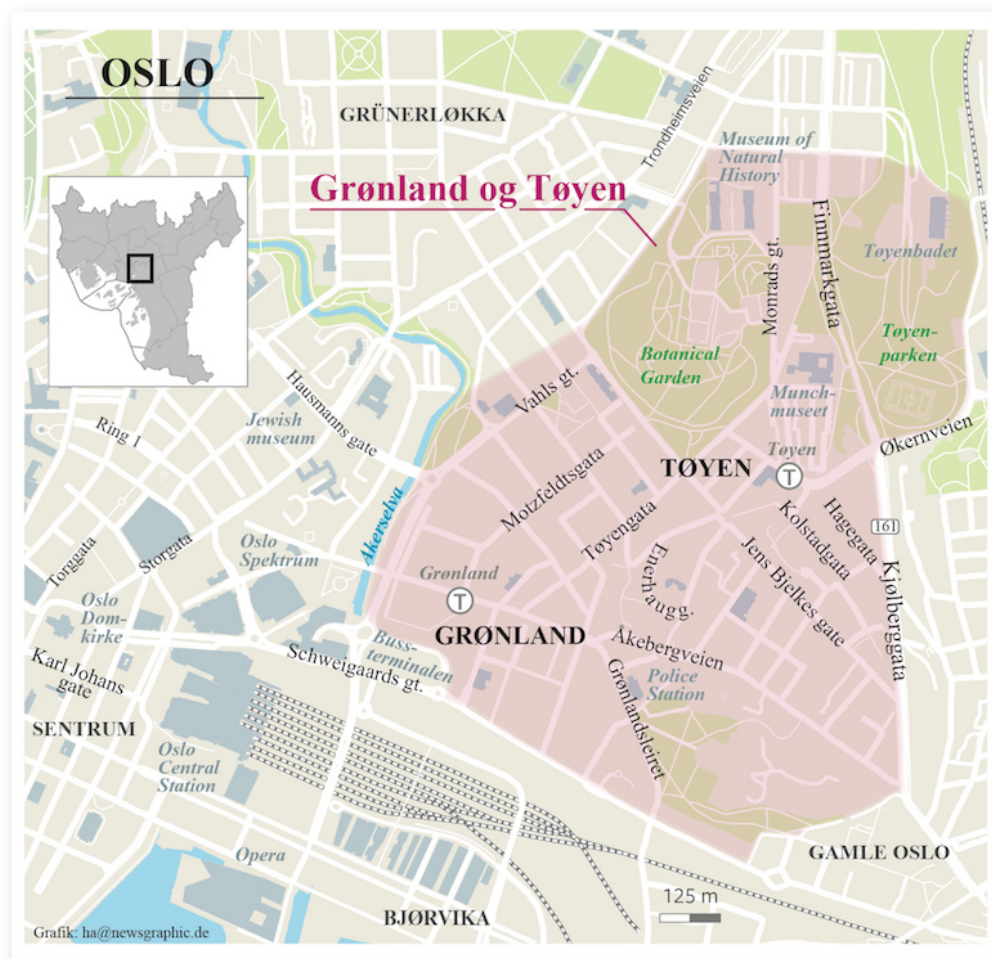 OSLO
GRÜNERLØKKA
Trondheimsveien
Museum of
Natural
History
Grønland og Tøyen
Finnmarkgata
Monrads gt.
Tøyenbadet
Tøyen-
parken
Botanical
Garden
Munch-
museet
Vahls gt.
Hausmanns gate
Jewish
museum
Ring 1
Økernveien
Tøyen
T
TØYEN
Motzfeldtsgata
Tøyengata
Hagegata
Kolstadgata
161
Akerselva
Storgata
Torggata
Oslo
Spektrum
Enerhaugg.
Jens Bjelkes gate
Kjølberggata
Grønland
T
GRØNLAND
Oslo
Dom-
kirke
Buss-
terminalen
Schweigaards gt.
Åkebergveien
Police
Station
Grønlandsleiret
Karl Johans
gate
SENTRUM
Oslo
Central
Station
Opera
GAMLE OSLO
125 m
BJØRVIKA
Grafik: ha@newsgraphic.de